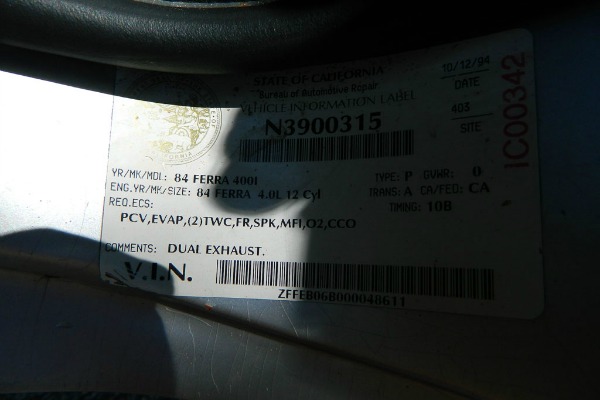 STATE OF CALIFORNIA
Bureau of Automotive Repair
VEHICLE INFORMATION LABEL
N3900315
10/12/94
DATE
403
SITE
IC00342
YR/MK/MDL: 84 FERRA 400I
TYPE: P GVWR: 0
ENG.YR/MK/SIZE: 84 FERRA 4.0L 12 Cyl
TRANS: A CA/FED: CA
REQ.ECS:
TIMING: 10B
PCV,EVAP,(2)TWC,FR,SPK,MFI,O2,CCO
COMMENTS: DUAL EXHAUST.
V.I.N.
ZFFEB06B000048611